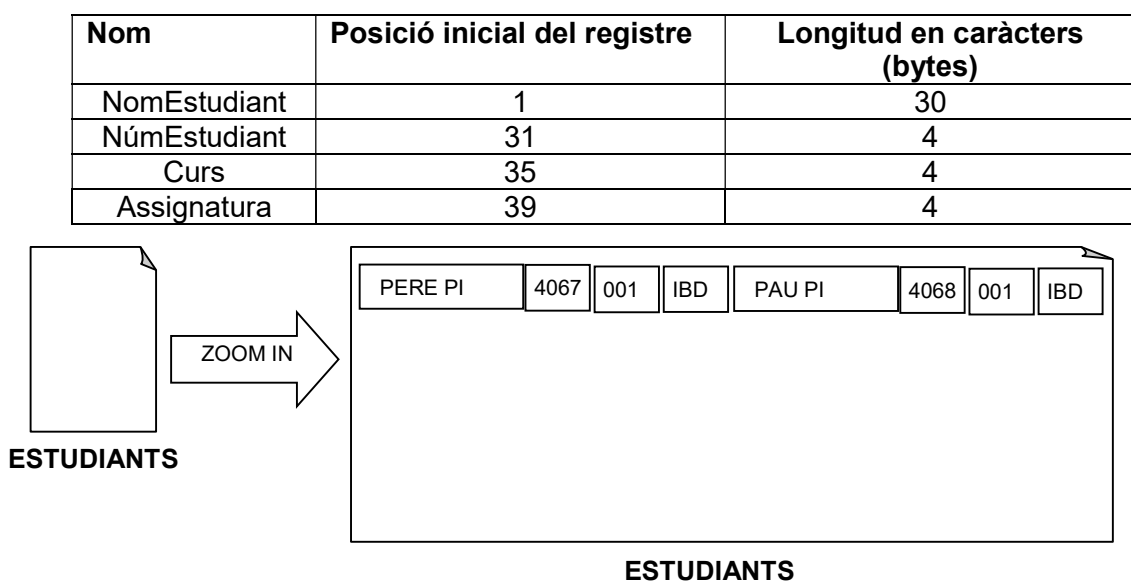 Nom Posició inicial del registre Longitud en caràcters
(bytes)
NomEstudiant 1 30
NúmEstudiant 31 4
Curs 35 4
Assignatura 39 4
PERE PI 4067 001 IBD PAU PI 4068 001 IBD
ZOOM IN
ESTUDIANTS
ESTUDIANTS